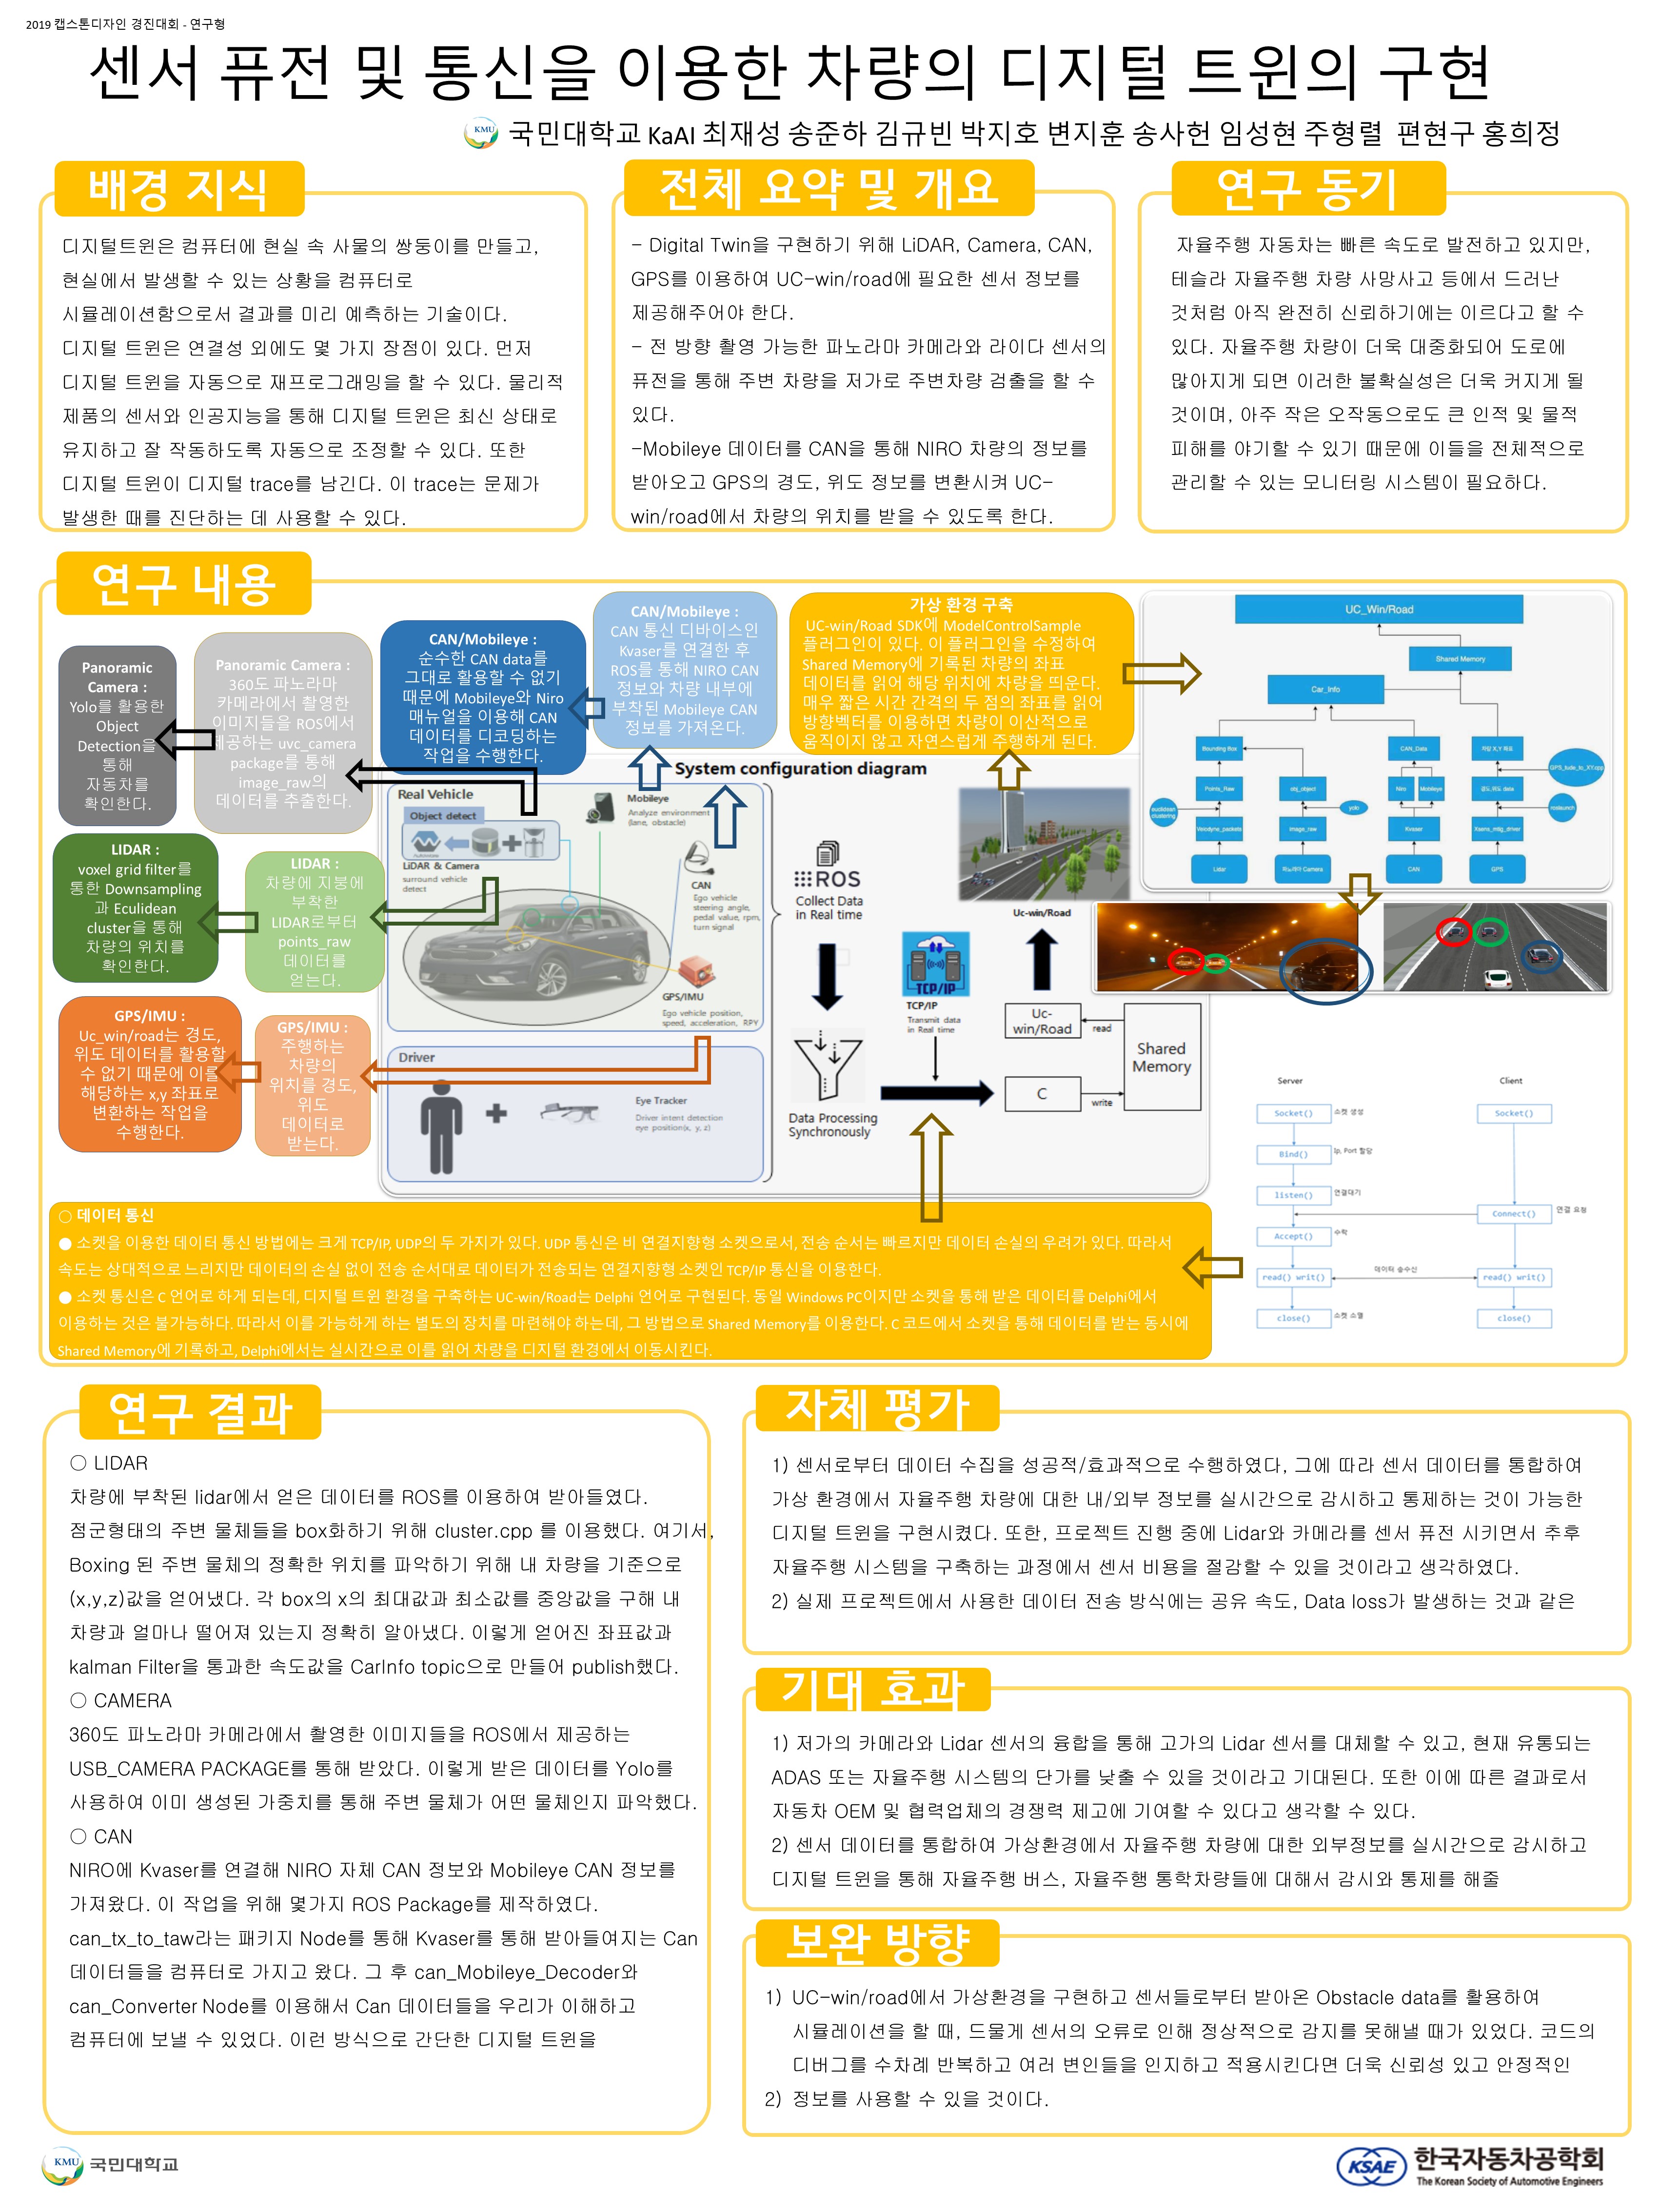 2019 캡스톤디자인 경진대회 - 연구형
센서 퓨전 및 통신을 이용한 차량의 디지털 트윈의 구현
KMU 국민대학교 KaAI 최재성 송준하 김규빈 박지호 변지훈 송사헌 임성현 주형렬 편현구 홍희정
배경 지식
디지털트윈은 컴퓨터에 현실 속 사물의 쌍둥이를 만들고,
현실에서 발생할 수 있는 상황을 컴퓨터로
시뮬레이션함으로서 결과를 미리 예측하는 기술이다.
디지털 트윈은 연결성 외에도 몇 가지 장점이 있다. 먼저
디지털 트윈을 자동으로 재프로그래밍을 할 수 있다. 물리적
제품의 센서와 인공지능을 통해 디지털 트윈은 최신 상태로
유지하고 잘 작동하도록 자동으로 조정할 수 있다. 또한
디지털 트윈이 디지털 trace를 남긴다. 이 trace는 문제가
발생한 때를 진단하는 데 사용할 수 있다.
전체 요약 및 개요
- Digital Twin을 구현하기 위해 LiDAR, Camera, CAN,
GPS를 이용하여 UC-win/road에 필요한 센서 정보를
제공해주어야 한다.
- 전 방향 촬영 가능한 파노라마 카메라와 라이다 센서의
퓨전을 통해 주변 차량을 저가로 주변차량 검출을 할 수
있다.
-Mobileye 데이터를 CAN을 통해 NIRO 차량의 정보를
받아오고 GPS의 경도, 위도 정보를 변환시켜 UC-
win/road에서 차량의 위치를 받을 수 있도록 한다.
연구 동기
자율주행 자동차는 빠른 속도로 발전하고 있지만,
테슬라 자율주행 차량 사망사고 등에서 드러난
것처럼 아직 완전히 신뢰하기에는 이르다고 할 수
있다. 자율주행 차량이 더욱 대중화되어 도로에
많아지게 되면 이러한 불확실성은 더욱 커지게 될
것이며, 아주 작은 오작동으로도 큰 인적 및 물적
피해를 야기할 수 있기 때문에 이들을 전체적으로
관리할 수 있는 모니터링 시스템이 필요하다.
연구 내용
Panoramic
Camera :
Yolo를 활용한
Object
Detection을
통해
자동차를
확인한다.
Panoramic Camera :
360도 파노라마
카메라에서 촬영한
이미지들을 ROS에서
제공하는 uvc_camera
package를 통해
image_raw의
데이터를 추출한다.
CAN/Mobileye :
순수한 CAN data를
그대로 활용할 수 없기
때문에 Mobileye와 Niro
매뉴얼을 이용해 CAN
데이터를 디코딩하는
작업을 수행한다.
CAN/Mobileye :
CAN 통신 디바이스인
Kvaser를 연결한 후
ROS를 통해 NIRO CAN
정보와 차량 내부에
부착된 Mobileye CAN
정보를 가져온다.
가상 환경 구축
UC-win/Road SDK에 ModelControlSample
플러그인이 있다. 이 플러그인을 수정하여
Shared Memory에 기록된 차량의 좌표
데이터를 읽어 해당 위치에 차량을 띄운다.
매우 짧은 시간 간격의 두 점의 좌표를 읽어
방향벡터를 이용하면 차량이 이산적으로
움직이지 않고 자연스럽게 주행하게 된다.
UC_Win/Road
Shared Memory
Car_Info
Bounding Box
CAN_Data
차량 X,Y 좌표
GPS_kudo_to_XY.cpp
Points_Raw
obj_object
Niro
Mobileye
경도,위도 data
euclidean
clustering
yolo
roslaunch
Velodyne_packets
image_raw
Kvaser
Xsens_mtig_driver
Lidar
파노라마 Camera
CAN
GPS
LIDAR :
voxel grid filter를
통한 Downsampling
과 Eculidean
cluster을 통해
차량의 위치를
확인한다.
LIDAR :
차량에 지붕에
부착한
LIDAR로부터
points_raw
데이터를
얻는다.
GPS/IMU :
Uc_win/road는 경도,
위도 데이터를 활용할
수 없기 때문에 이를
해당하는 x,y 좌표로
변환하는 작업을
수행한다.
GPS/IMU :
주행하는
차량의
위치를 경도,
위도
데이터로
받는다.
System configuration diagram
Real Vehicle
Object detect
Autoware
LiDAR & Camera
surround vehicle
detect
Mobileye
Analyze environment
(lane, obstacle)
CAN
Ego vehicle
steering angle,
pedal value, rpm,
turn signal
GPS/IMU
Ego vehicle position,
speed, acceleration, RPY
Driver
Eye Tracker
Driver intent detection
eye position(x, y, z)
ROS
Collect Data
in Real time
Data Processing
Synchronously
TCP/IP
TCP/IP
Transmit data
in Real time
Uc-win/Road
Uc-
win/Road
read
C
write
Shared
Memory
Server
Client
Socket()
소켓 생성
Socket()
Bind()
Ip, Port 할당
listen()
연결대기
Connect()
연결 요청
Accept()
수락
read() writ()
데이터 송수신
read() writ()
close()
소켓 소멸
close()
○ 데이터 통신
● 소켓을 이용한 데이터 통신 방법에는 크게 TCP/IP, UDP의 두 가지가 있다. UDP 통신은 비 연결지향형 소켓으로서, 전송 순서는 빠르지만 데이터 손실의 우려가 있다. 따라서
속도는 상대적으로 느리지만 데이터의 손실 없이 전송 순서대로 데이터가 전송되는 연결지향형 소켓인 TCP/IP 통신을 이용한다.
● 소켓 통신은 C 언어로 하게 되는데, 디지털 트윈 환경을 구축하는 UC-win/Road는 Delphi 언어로 구현된다. 동일 Windows PC이지만 소켓을 통해 받은 데이터를 Delphi에서
이용하는 것은 불가능하다. 따라서 이를 가능하게 하는 별도의 장치를 마련해야 하는데, 그 방법으로 Shared Memory를 이용한다. C 코드에서 소켓을 통해 데이터를 받는 동시에
Shared Memory에 기록하고, Delphi에서는 실시간으로 이를 읽어 차량을 디지털 환경에서 이동시킨다.
연구 결과
○ LIDAR
차량에 부착된 lidar에서 얻은 데이터를 ROS를 이용하여 받아들였다.
점군형태의 주변 물체들을 box화하기 위해 cluster.cpp 를 이용했다. 여기서,
Boxing 된 주변 물체의 정확한 위치를 파악하기 위해 내 차량을 기준으로
(x,y,z)값을 얻어냈다. 각 box의 x의 최대값과 최소값를 중앙값을 구해 내
차량과 얼마나 떨어져 있는지 정확히 알아냈다. 이렇게 얻어진 좌표값과
kalman Filter을 통과한 속도값을 CarInfo topic으로 만들어 publish했다.
○ CAMERA
360도 파노라마 카메라에서 촬영한 이미지들을 ROS에서 제공하는
USB_CAMERA PACKAGE를 통해 받았다. 이렇게 받은 데이터를 Yolo를
사용하여 이미 생성된 가중치를 통해 주변 물체가 어떤 물체인지 파악했다.
○ CAN
NIRO에 Kvaser를 연결해 NIRO 자체 CAN 정보와 Mobileye CAN 정보를
가져왔다. 이 작업을 위해 몇가지 ROS Package를 제작하였다.
can_tx_to_taw라는 패키지 Node를 통해 Kvaser를 통해 받아들여지는 Can
데이터들을 컴퓨터로 가지고 왔다. 그 후 can_Mobileye_Decoder와
can_Converter Node를 이용해서 Can 데이터들을 우리가 이해하고
컴퓨터에 보낼 수 있었다. 이런 방식으로 간단한 디지털 트윈을
자체 평가
1) 센서로부터 데이터 수집을 성공적/효과적으로 수행하였다, 그에 따라 센서 데이터를 통합하여
가상 환경에서 자율주행 차량에 대한 내/외부 정보를 실시간으로 감시하고 통제하는 것이 가능한
디지털 트윈을 구현시켰다. 또한, 프로젝트 진행 중에 Lidar와 카메라를 센서 퓨전 시키면서 추후
자율주행 시스템을 구축하는 과정에서 센서 비용을 절감할 수 있을 것이라고 생각하였다.
2) 실제 프로젝트에서 사용한 데이터 전송 방식에는 공유 속도, Data loss가 발생하는 것과 같은
기대 효과
1) 저가의 카메라와 Lidar 센서의 융합을 통해 고가의 Lidar 센서를 대체할 수 있고, 현재 유통되는
ADAS 또는 자율주행 시스템의 단가를 낮출 수 있을 것이라고 기대된다. 또한 이에 따른 결과로서
자동차 OEM 및 협력업체의 경쟁력 제고에 기여할 수 있다고 생각할 수 있다.
2) 센서 데이터를 통합하여 가상환경에서 자율주행 차량에 대한 외부정보를 실시간으로 감시하고
디지털 트윈을 통해 자율주행 버스, 자율주행 통학차량들에 대해서 감시와 통제를 해줄
보완 방향
1) UC-win/road에서 가상환경을 구현하고 센서들로부터 받아온 Obstacle data를 활용하여
시뮬레이션을 할 때, 드물게 센서의 오류로 인해 정상적으로 감지를 못해낼 때가 있었다. 코드의
디버그를 수차례 반복하고 여러 변인들을 인지하고 적용시킨다면 더욱 신뢰성 있고 안정적인
2) 정보를 사용할 수 있을 것이다.
KMU 국민대학교
KSAE 한국자동차공학회
The Korean Society of Automotive Engineers